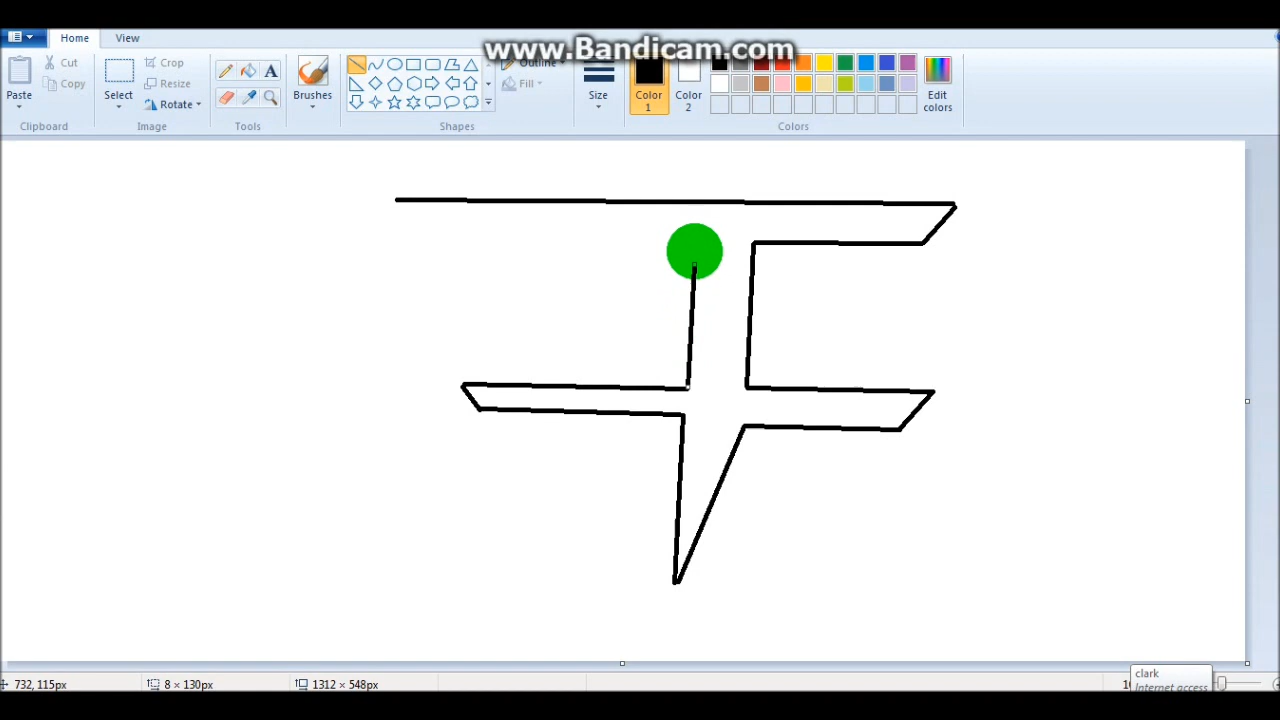 www.Bandicam.com
Home View
Paste
Cut
Copy
Clipboard
Select
Crop
Resize
Rotate
Image
A
Tools
Brushes
Outline
Fill
Shapes
Size
Color 1
Color 2
Edit colors
Colors
732, 115px
8 × 130px
1312 × 548px
clark
Internet access